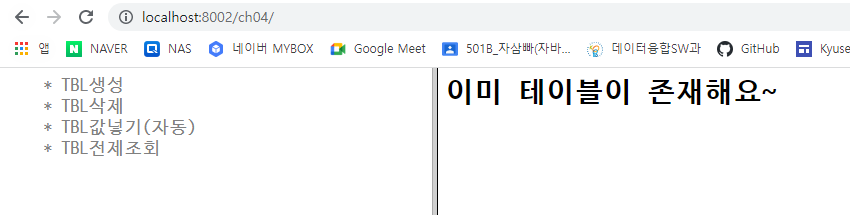 localhost:8002/ch04/
앱 NAVER NAS 네이버 MYBOX Google Meet 501B_자삼빠(자바... 데이터융합SW과 GitHub Kyuse
* TBL생성
* TBL삭제
* TBL값넣기(자동)
* TBL전제조회
이미 테이블이 존재해요~